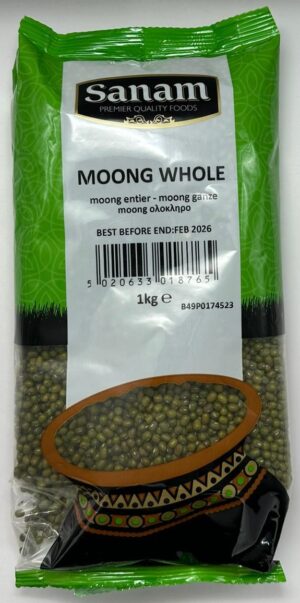 Sanam
PREMIER QUALITY FOODS
MOONG WHOLE
moong entier - moong ganze
moong ολοκληρο
BEST BEFORE END:FEB 2026
5 020633 018765
1kg ℮
B49P0174523